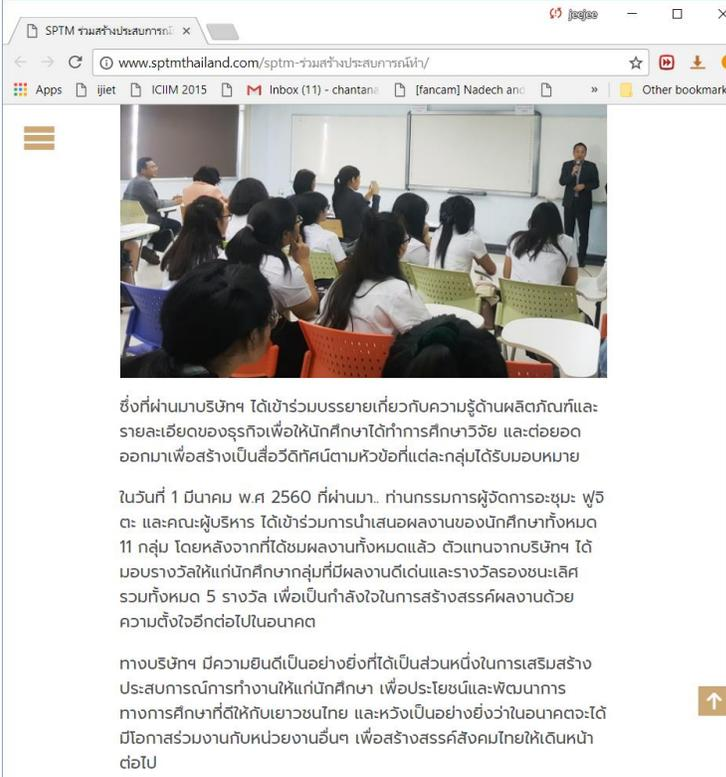 jeejee
SPTM ร่วมสร้างประสบการณ์
www.sptmthailand.com/sptm-ร่วมสร้างประสบการณ์ทำ/
Apps ijiet ICIIM 2015 Inbox (11) - chantana [fancam] Nadech and » Other bookmark
ซึ่งที่ผ่านมาบริษัทฯ ได้เข้าร่วมบรรยายเกี่ยวกับความรู้ด้านผลิตภัณฑ์และ
รายละเอียดของธุรกิจเพื่อให้นักศึกษาได้ทำการศึกษาวิจัย และต่อยอด
ออกมาเพื่อสร้างเป็นสื่อวีดิทัศน์ตามหัวข้อที่แต่ละกลุ่มได้รับมอบหมาย
ในวันที่ 1 มีนาคม พ.ศ 2560 ที่ผ่านมา.. ท่านกรรมการผู้จัดการอะซุมะ ฟูจิ
ตะ และคณะผู้บริหาร ได้เข้าร่วมการนำเสนอผลงานของนักศึกษาทั้งหมด
11 กลุ่ม โดยหลังจากที่ได้ชมผลงานทั้งหมดแล้ว ตัวแทนจากบริษัทฯ ได้
มอบรางวัลให้แก่นักศึกษากลุ่มที่มีผลงานดีเด่นและรางวัลรองชนะเลิศ
รวมทั้งหมด 5 รางวัล เพื่อเป็นกำลังใจในการสร้างสรรค์ผลงานด้วย
ความตั้งใจอีกต่อไปในอนาคต
ทางบริษัทฯ มีความยินดีเป็นอย่างยิ่งที่ได้เป็นส่วนหนึ่งในการเสริมสร้าง
ประสบการณ์การทำงานให้แก่นักศึกษา เพื่อประโยชน์และพัฒนาการ
ทางการศึกษาที่ดีให้กับเยาวชนไทย และหวังเป็นอย่างยิ่งว่าในอนาคตจะได้
มีโอกาสร่วมงานกับหน่วยงานอื่นๆ เพื่อสร้างสรรค์สังคมไทยให้เดินหน้า
ต่อไป